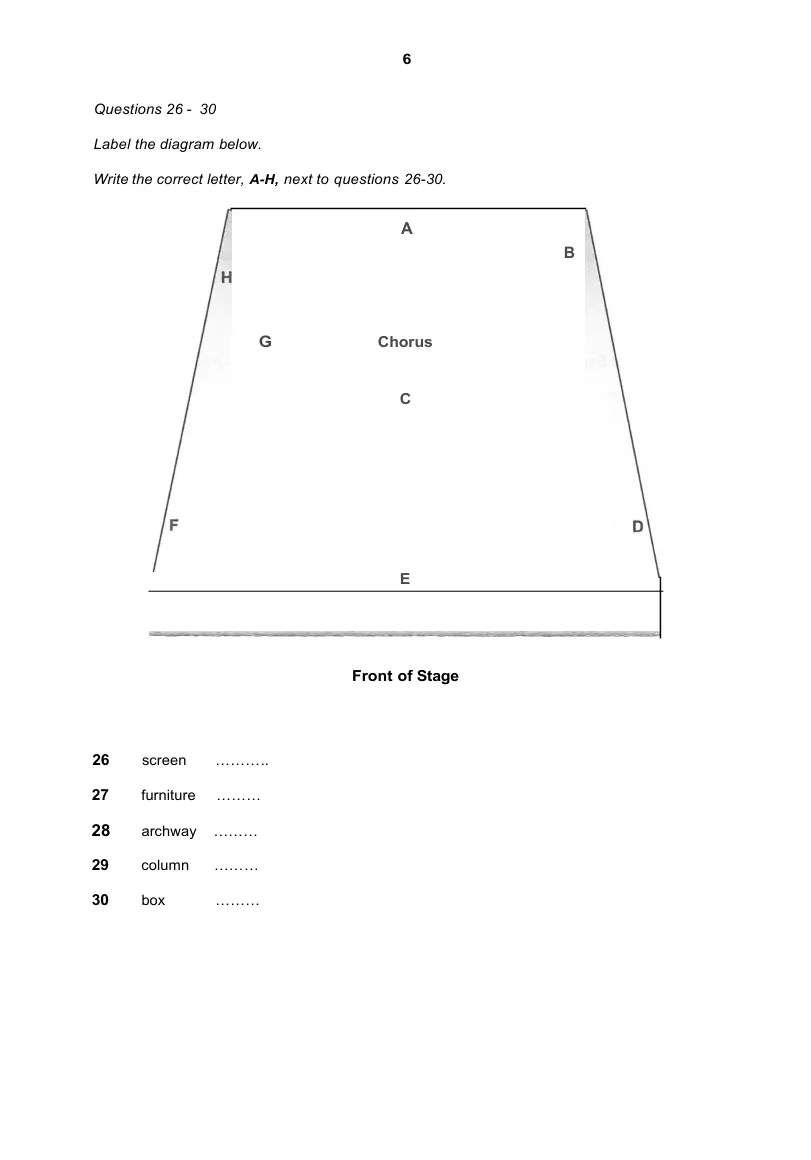 6
Questions 26 - 30
Label the diagram below.
Write the correct letter, A-H, next to questions 26-30.
A
B
H
G Chorus
C
F D
E
Front of Stage
26 screen ………..
27 furniture ………
28 archway ………
29 column ………
30 box ………